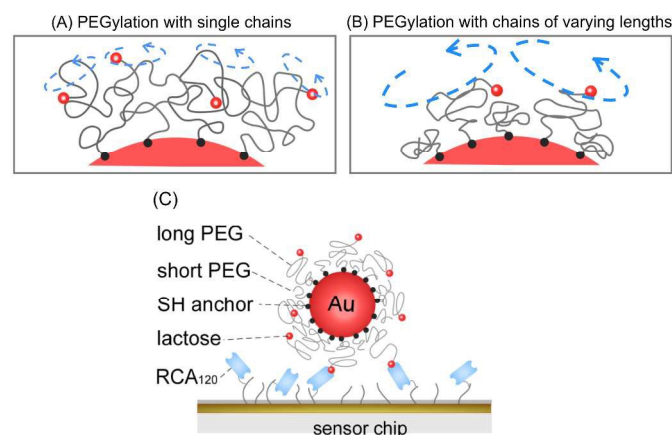 (A) PEGylation with single chains
(B) PEGylation with chains of varying lengths
(C)
long PEG
short PEG
SH anchor
lactose
RCA₁₂₀
Au
sensor chip